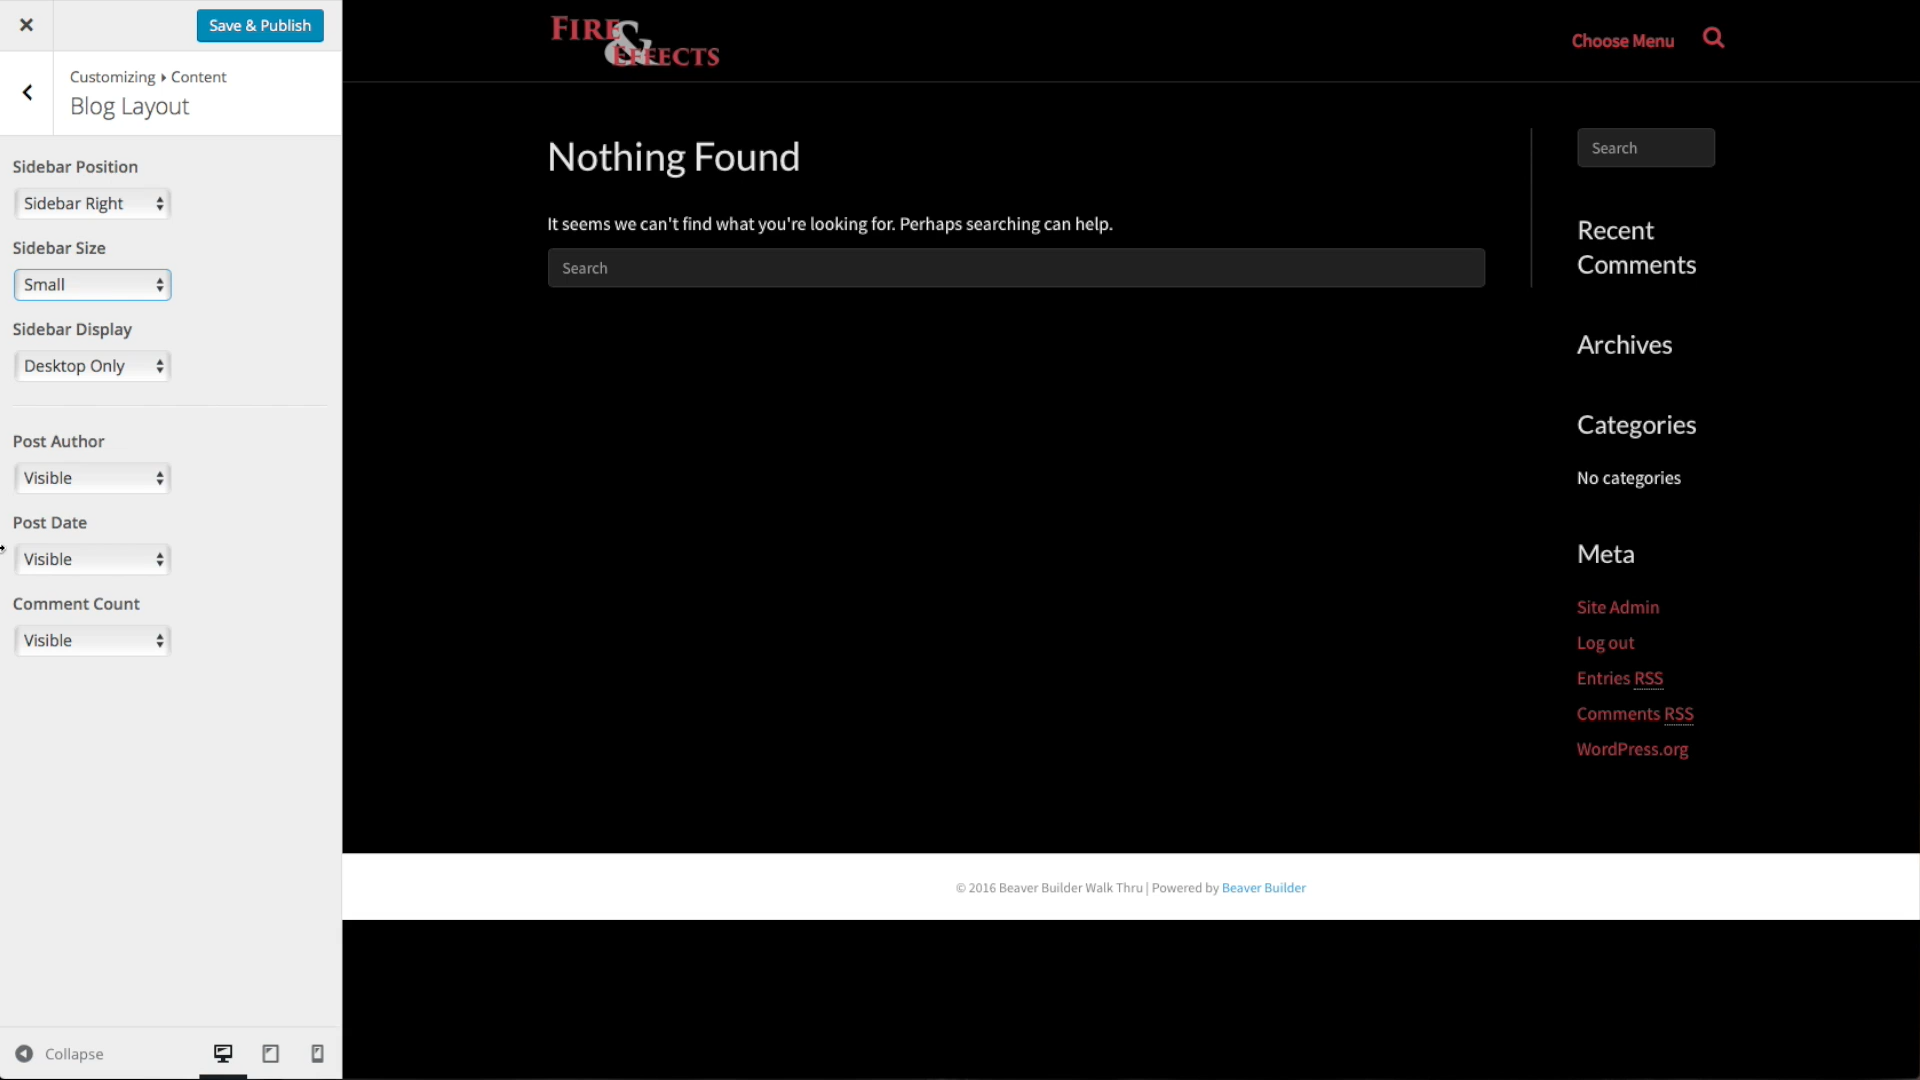 Save & Publish
Customizing ▸ Content
Blog Layout
Sidebar Position
Sidebar Right
Sidebar Size
Small
Sidebar Display
Desktop Only
Post Author
Visible
Post Date
Visible
Comment Count
Visible
Collapse
FIRE
&
EFFECTS
Choose Menu
Nothing Found
It seems we can't find what you're looking for. Perhaps searching can help.
Search
Search
Recent
Comments
Archives
Categories
No categories
Meta
Site Admin
Log out
Entries RSS
Comments RSS
WordPress.org
© 2016 Beaver Builder Walk Thru | Powered by Beaver Builder